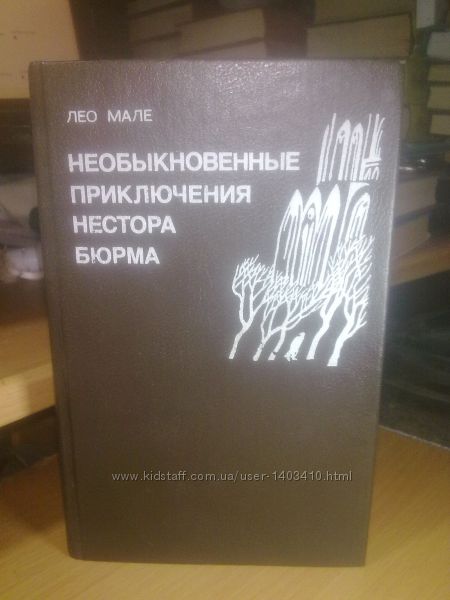 ЛЕО МАЛЕ
НЕОБЫКНОВЕННЫЕ
ПРИКЛЮЧЕНИЯ
НЕСТОРА
БЮРМА
www.kidstaff.com.ua/user-1403410.html